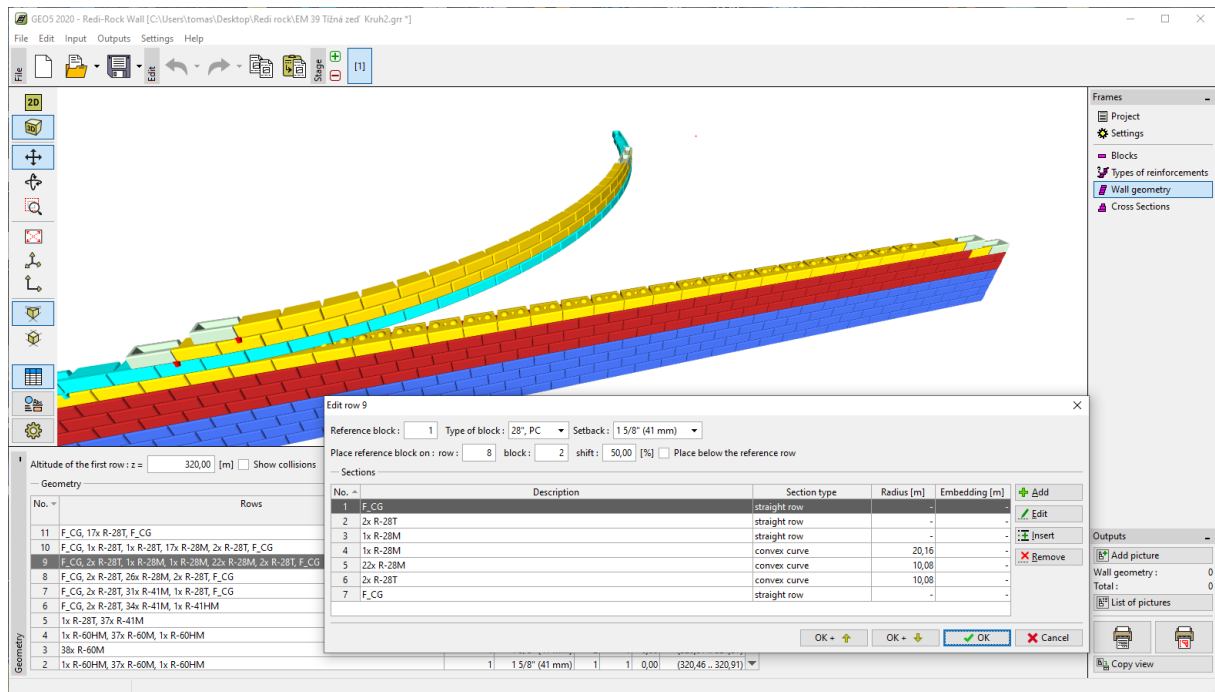 GEO5 2020 - Redi-Rock Wall [C:\Users\tomas\Desktop\Redi rock\EM 39 Tížná zeď Kruh2.grr *]
File Edit Input Outputs Settings Help
File Edit Stage [1]
2D
3D
Frames
Project
Settings
Blocks
Types of reinforcements
Wall geometry
Cross Sections
Edit row 9
Reference block : 1 Type of block : 28", PC Setback : 1 5/8" (41 mm)
Place reference block on : row : 8 block : 2 shift : 50,00 [%] Place below the reference row
Sections
No. Description Section type Radius [m] Embedding [m]
1 F_CG straight row - -
2 2x R-28T straight row - -
3 1x R-28M straight row - -
4 1x R-28M convex curve 20,16 -
5 22x R-28M convex curve 10,08 -
6 2x R-28T convex curve 10,08 -
7 F_CG straight row - -
Add
Edit
Insert
Remove
OK + OK + OK Cancel
Altitude of the first row : z = 320,00 [m] Show collisions
Geometry
No. Rows
11 F_CG, 17x R-28T, F_CG
10 F_CG, 1x R-28T, 1x R-28T, 17x R-28M, 2x R-28T, F_CG
9 F_CG, 2x R-28T, 1x R-28M, 1x R-28M, 22x R-28M, 2x R-28T, F_CG
8 F_CG, 2x R-28T, 26x R-28M, 2x R-28T, F_CG
7 F_CG, 2x R-28T, 31x R-41M, 1x R-28T, F_CG
6 F_CG, 2x R-28T, 34x R-41M, 1x R-41HM
5 1x R-28T, 37x R-41M
4 1x R-60HM, 37x R-60M, 1x R-60HM
3 38x R-60M
2 1x R-60HM, 37x R-60M, 1x R-60HM 1 1 5/8" (41 mm) 1 1 0,00 (320,46 .. 320,91)
Geometry
Outputs
Add picture
Wall geometry : 0
Total : 0
List of pictures
Copy view